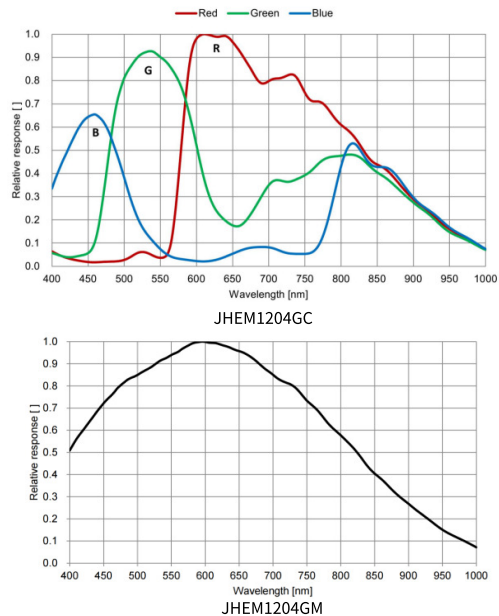 Red Green Blue
1.0
0.9
0.8
0.7
0.6
0.5
0.4
0.3
0.2
0.1
0.0
Relative response [ ]
B
G
R
400 450 500 550 600 650 700 750 800 850 900 950 1000
Wavelength [nm]
JHEM1204GC
1.0
0.9
0.8
0.7
0.6
0.5
0.4
0.3
0.2
0.1
0.0
Relative response [ ]
400 450 500 550 600 650 700 750 800 850 900 950 1000
Wavelength [nm]
JHEM1204GM